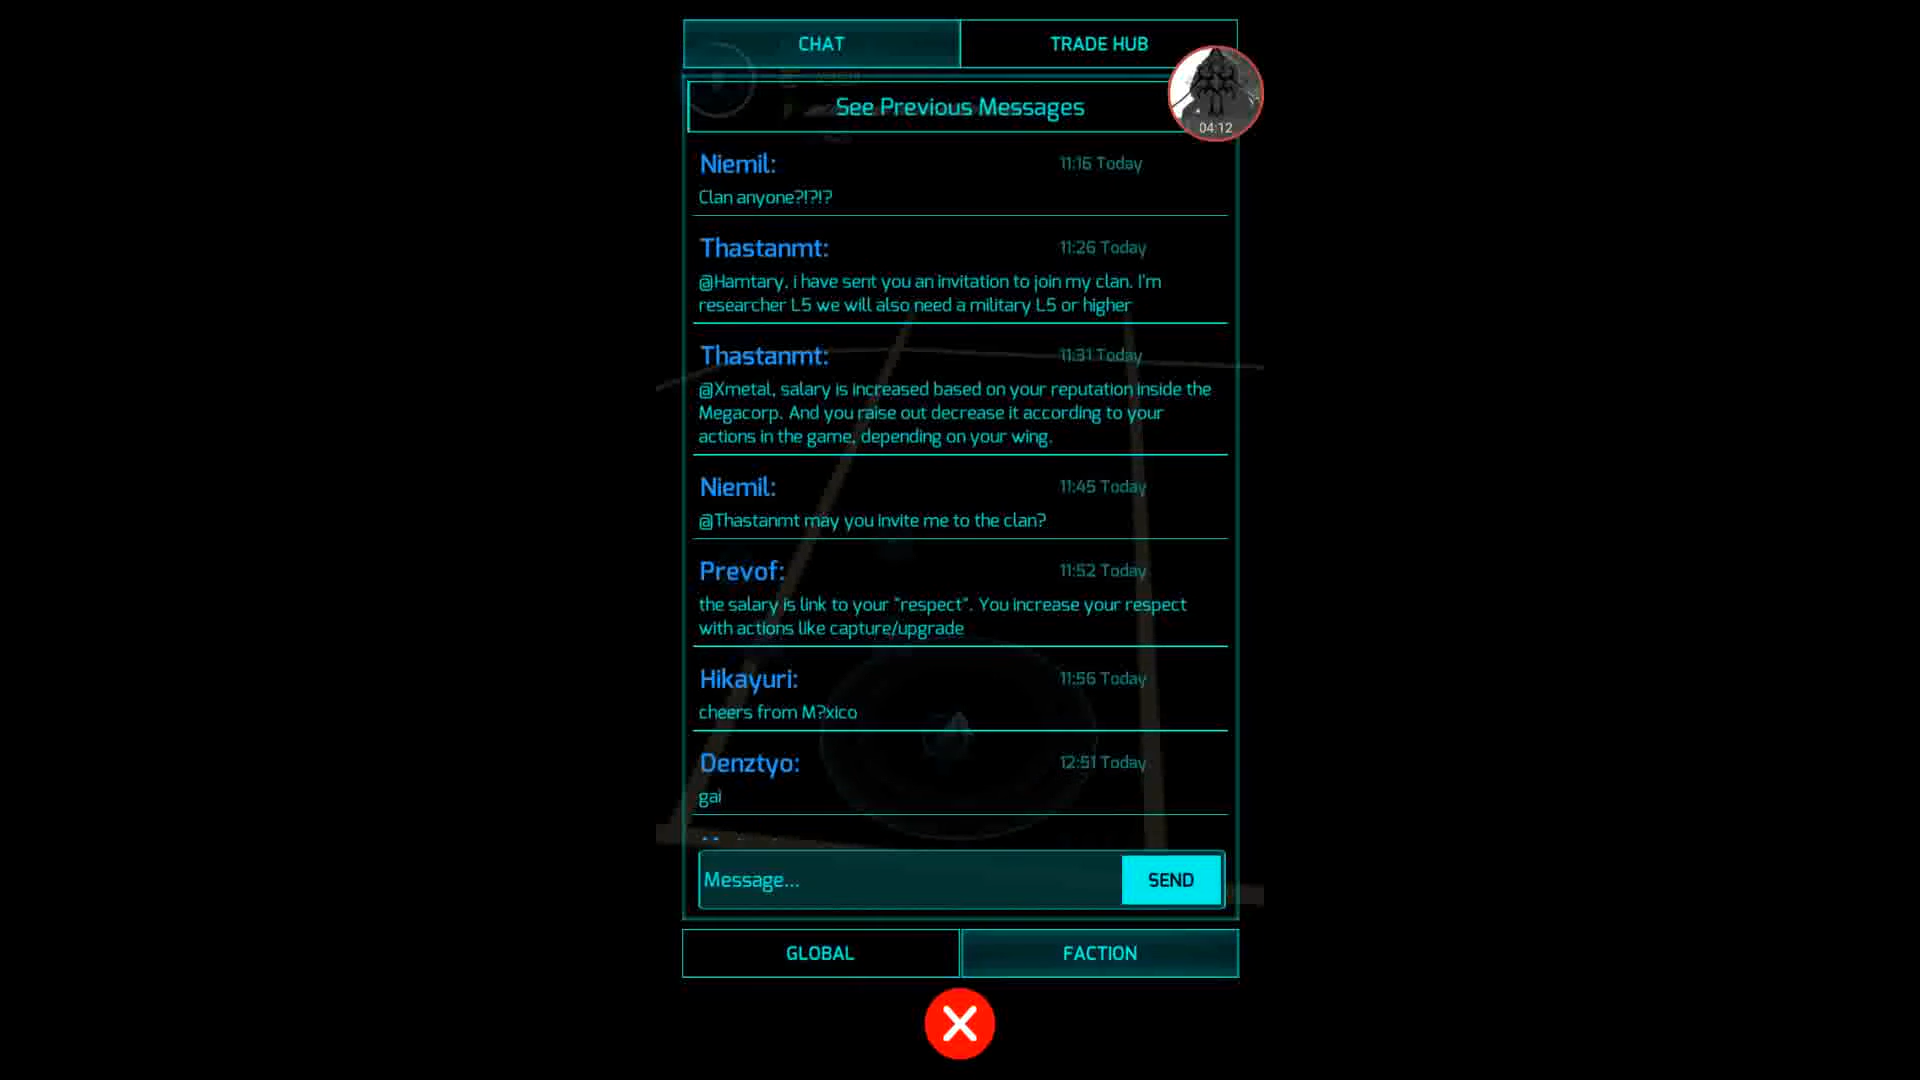 CHAT
TRADE HUB
See Previous Messages
04:12
Niemil:
11:16 Today
Clan anyone?!?!?
Thastanmt:
11:26 Today
@Hamtary, i have sent you an invitation to join my clan. I'm
researcher L5 we will also need a military L5 or higher
Thastanmt:
11:31 Today
@Xmetal, salary is increased based on your reputation inside the
Megacorp. And you raise out decrease it according to your
actions in the game, depending on your wing.
Niemil:
11:45 Today
@Thastanmt may you invite me to the clan?
Prevof:
11:52 Today
the salary is link to your "respect". You increase your respect
with actions like capture/upgrade
Hikayuri:
11:56 Today
cheers from M?xico
Denztyo:
12:51 Today
gai
Message...
SEND
GLOBAL
FACTION